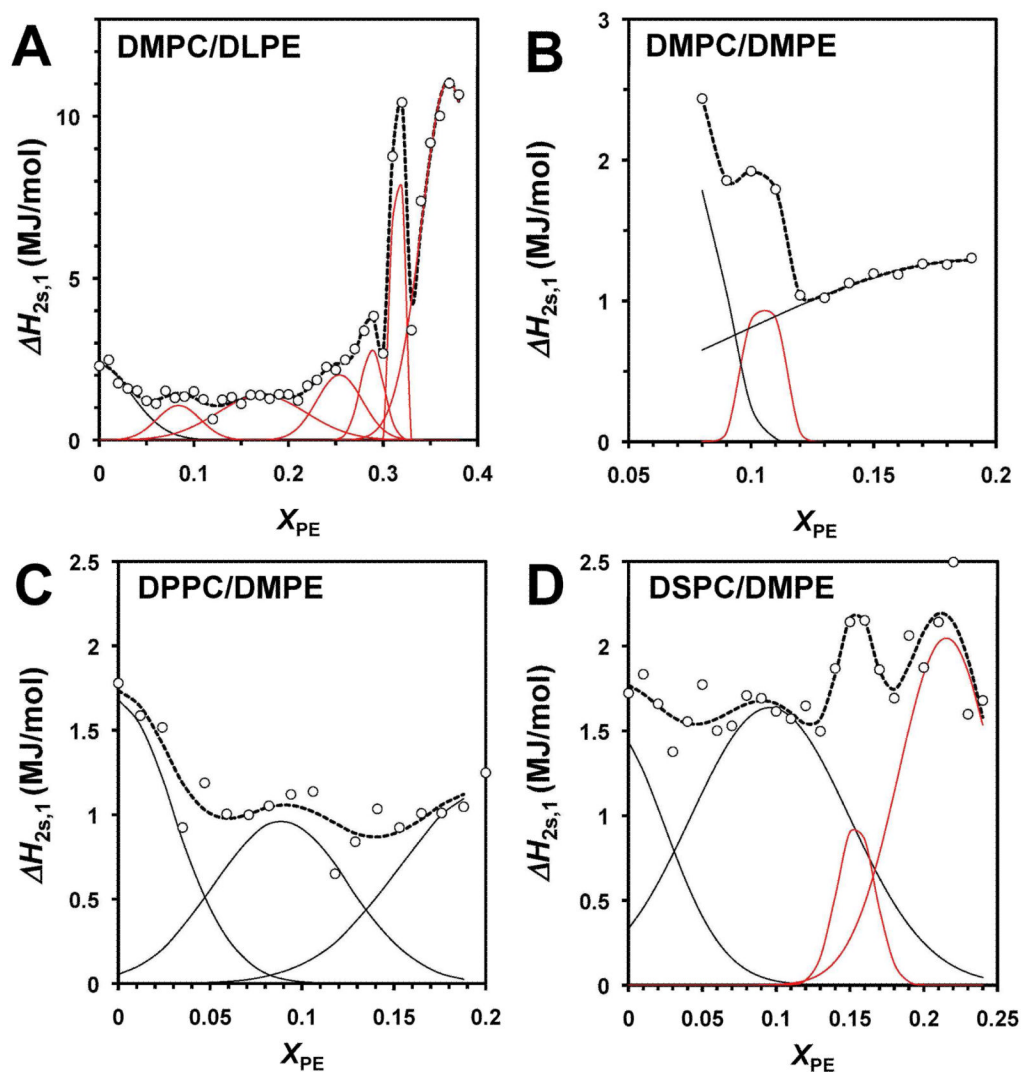 A
DMPC/DLPE
ΔH2s,1 (MJ/mol)
10
5
0
0
0.1
0.2
0.3
0.4
XPE
B
DMPC/DMPE
ΔH2s,1 (MJ/mol)
3
2
1
0
0.05
0.1
0.15
0.2
XPE
C
DPPC/DMPE
ΔH2s,1 (MJ/mol)
2.5
2
1.5
1
0.5
0
0
0.05
0.1
0.15
0.2
XPE
D
DSPC/DMPE
ΔH2s,1 (MJ/mol)
2.5
2
1.5
1
0.5
0
0
0.05
0.1
0.15
0.2
0.25
XPE